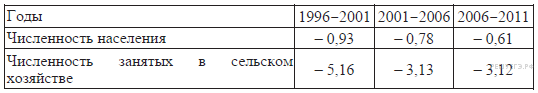 Годы 1996−2001 2001−2006 2006−2011
Численность населения − 0,93 − 0,78 − 0,61
Численность занятых в сельском хозяйстве − 5,16 − 3,13 − 3,12